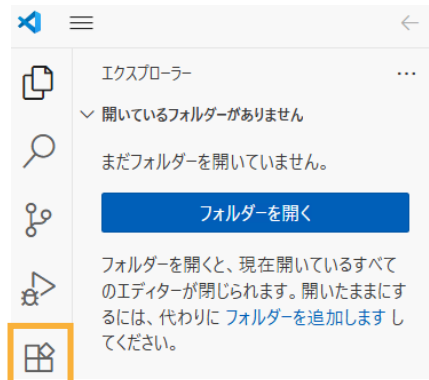 エクスプローラー
開いているフォルダーがありません
まだフォルダーを開いていません。
フォルダーを開く
フォルダーを開くと、現在開いているすべて
のエディターが閉じられます。開いたままにす
るには、代わりに フォルダーを追加します し
てください。